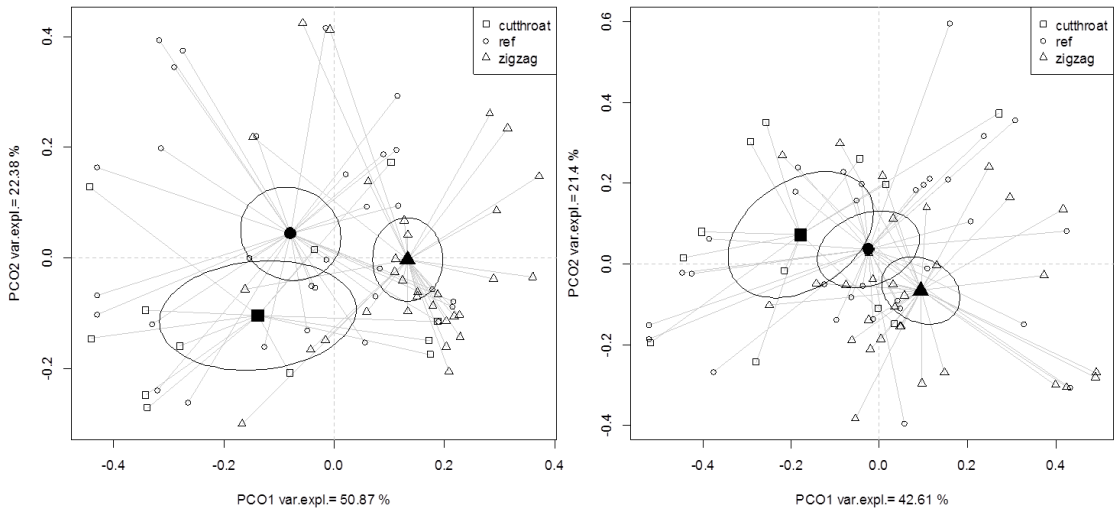 cutthroat
ref
zigzag
0.4
0.2
0.0
-0.2
PCO2 var.expl.= 22.38 %
-0.4
-0.2
0.0
0.2
0.4
PCO1 var.expl.= 50.87 %
cutthroat
ref
zigzag
0.6
0.4
0.2
0.0
-0.2
-0.4
PCO2 var.expl.= 21.4 %
-0.4
-0.2
0.0
0.2
0.4
PCO1 var.expl.= 42.61 %